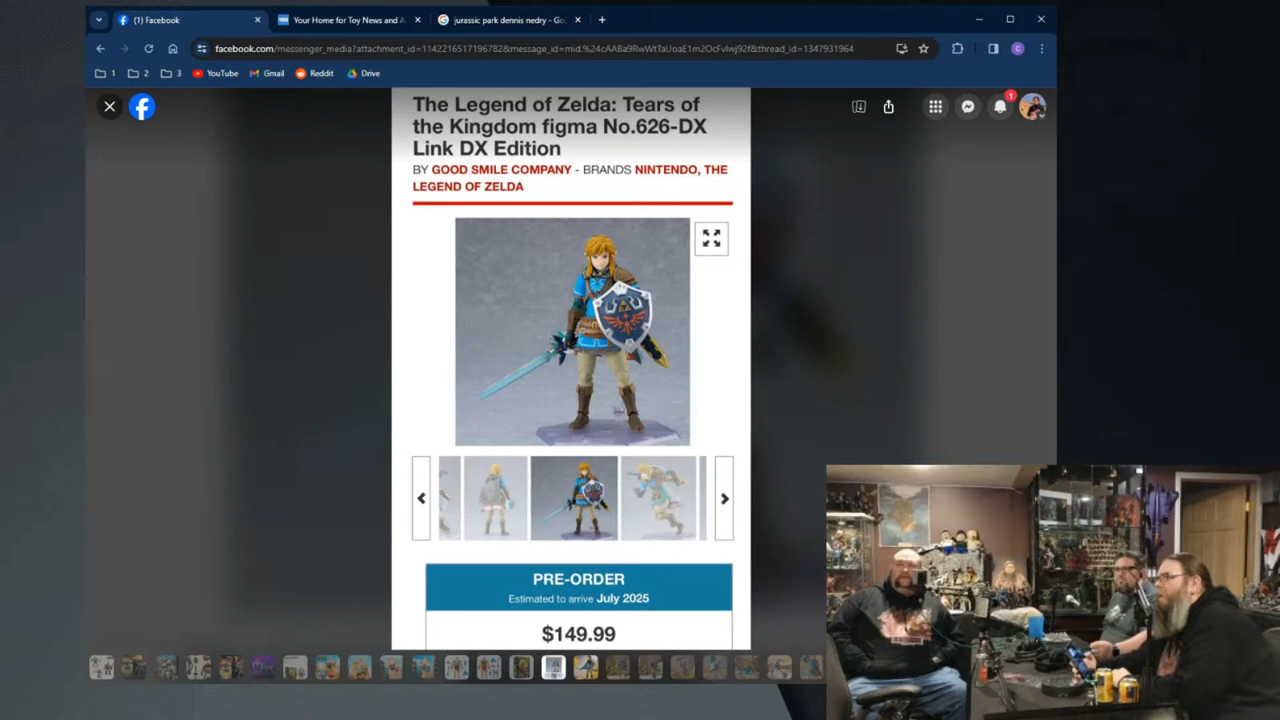 (1) Facebook
Your Home for Toy News and A
jurassic park dennis nedry - Go
facebook.com/messenger_media?attachment_id=1142216517196782&message_id=mid.%24cAABa9RwWtTaUoaE1m2OcFvIwj92f&thread_id=1347931964
C
1
2
3
YouTube
Gmail
Reddit
Drive
1
The Legend of Zelda: Tears of
the Kingdom figma No.626-DX
Link DX Edition
BY GOOD SMILE COMPANY - BRANDS NINTENDO, THE
LEGEND OF ZELDA
PRE-ORDER
Estimated to arrive July 2025
$149.99